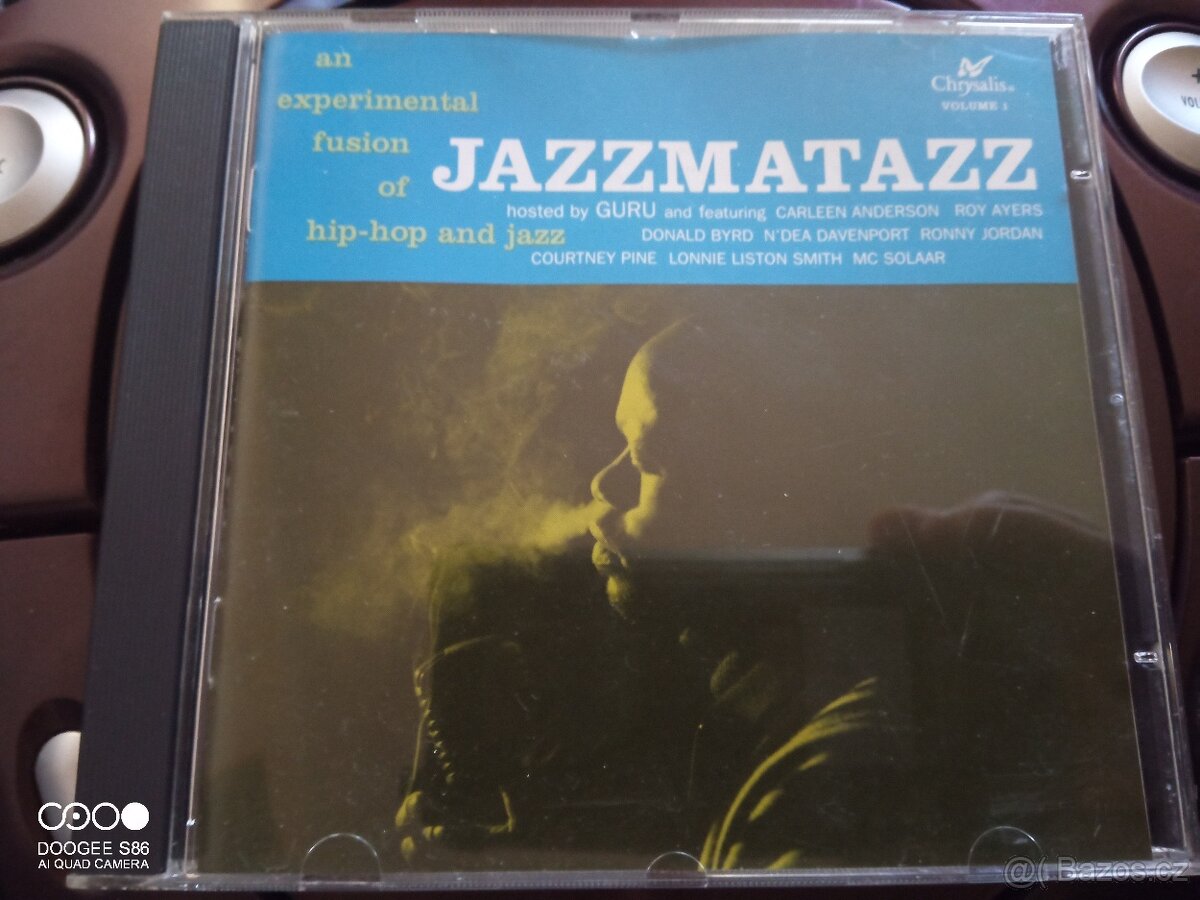 an
experimental
fusion
of
hip-hop and jazz
Chrysalis
VOLUME 1
JAZZMATAZZ
hosted by GURU and featuring CARLEEN ANDERSON ROY AYERS
DONALD BYRD N'DEA DAVENPORT RONNY JORDAN
COURTNEY PINE LONNIE LISTON SMITH MC SOLAAR
+
VOL
DOOGEE S86
AI QUAD CAMERA
@( Bazos.cz